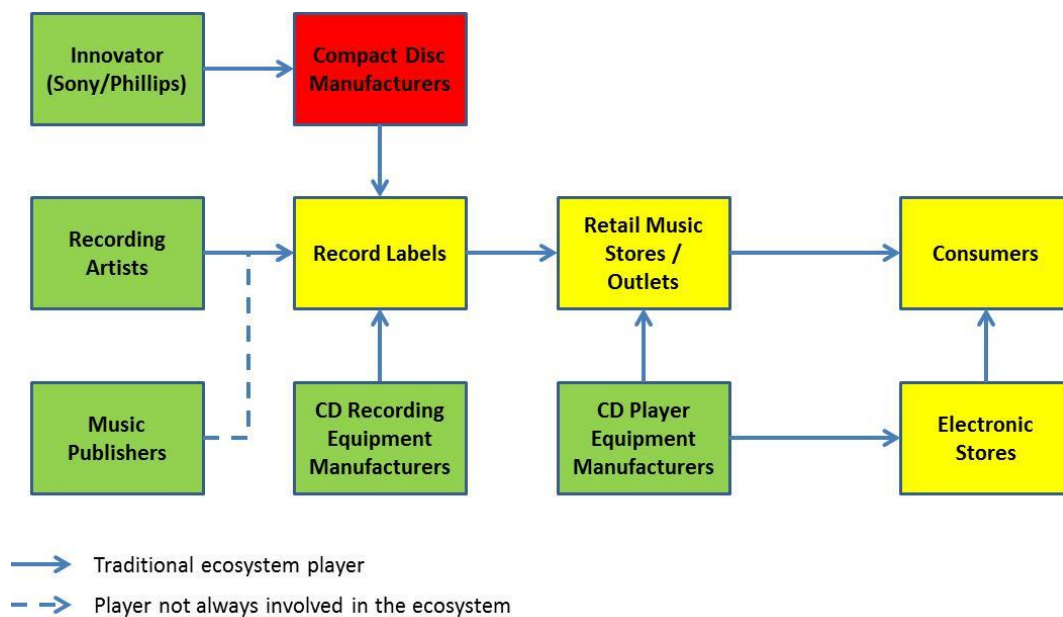 Innovator
(Sony/Phillips)
Compact Disc
Manufacturers
Recording
Artists
Record Labels
Retail Music
Stores /
Outlets
Consumers
Music
Publishers
CD Recording
Equipment
Manufacturers
CD Player
Equipment
Manufacturers
Electronic
Stores
Traditional ecosystem player
Player not always involved in the ecosystem